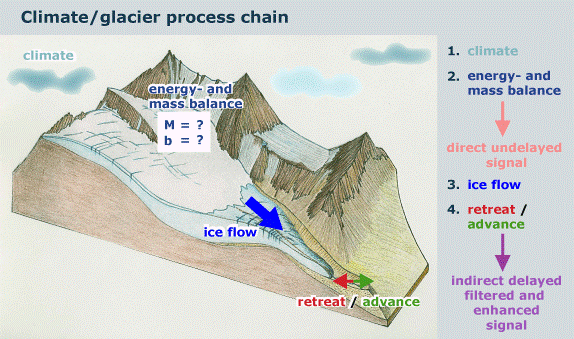 Climate/glacier process chain
climate
energy- and
mass balance
M = ?
b = ?
ice flow
retreat / advance
1. climate
2. energy- and
mass balance
direct undelayed
signal
3. ice flow
4. retreat /
advance
indirect delayed
filtered and
enhanced
signal